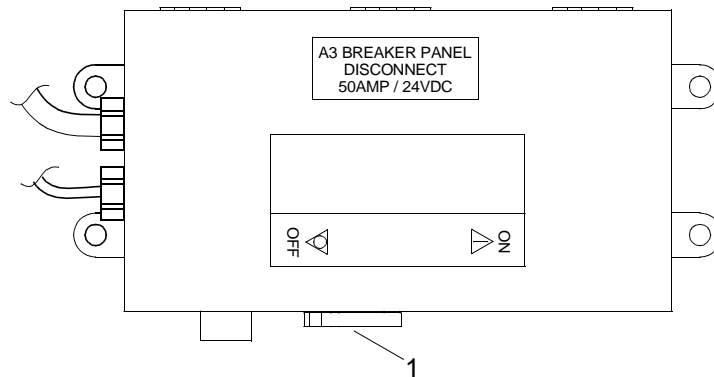 A3 BREAKER PANEL
DISCONNECT
50AMP / 24VDC
OFF
ON
1